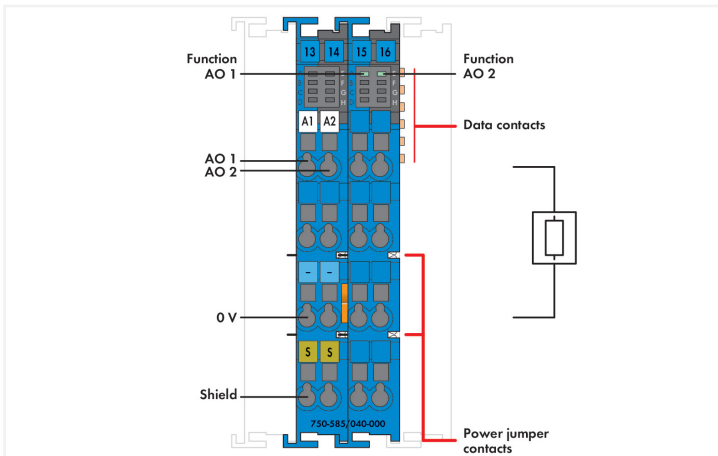 13 14 15 16
Function
AO 1
Function
AO 2
F
G
H
A1 A2
Data contacts
AO 1
AO 2
- -
0 V
S S
Shield
750-585/040-000
Power jumper
contacts